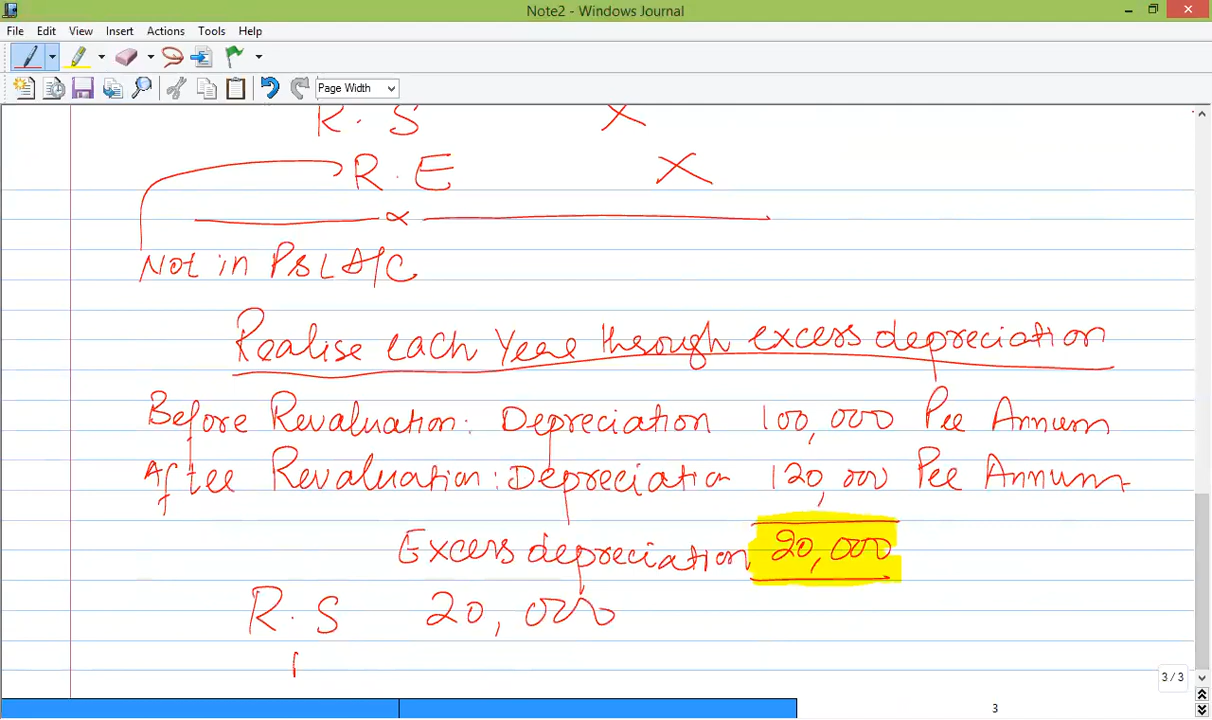 Note2 - Windows Journal
File Edit View Insert Actions Tools Help
Page Width
R. S X
R. E X
Not in P&L A/C
Realise each Year through excess depreciation
Before Revaluation: Depreciation 100,000 Per Annum
After Revaluation: Depreciation 120,000 Per Annum
Excess depreciation 20,000
R. S 20,000
3 / 3
3